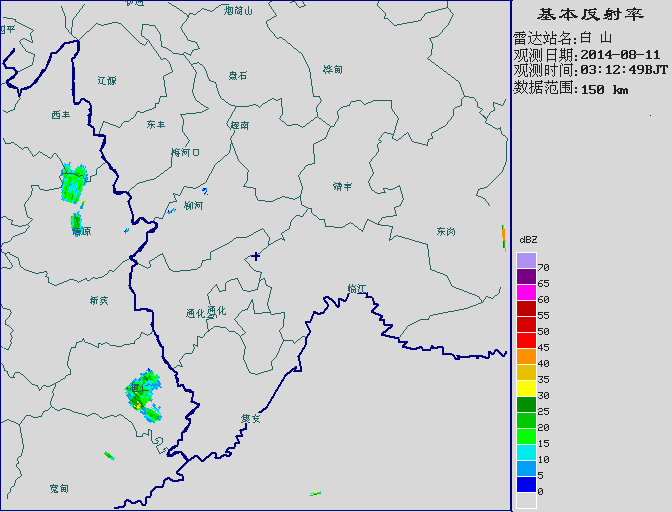 基本反射率
雷达站名:白 山
观测日期:2014-08-11
观测时间:03:12:49BJT
数据范围:150 km
四平
烟筒山
辽源
盘石
桦甸
西丰
东丰
辉南
梅河口
靖宇
柳河
东岗
清原
新宾
通化
通化
临江
集安
宽甸
dBZ
70
65
60
55
50
45
40
35
30
25
20
15
10
5
0